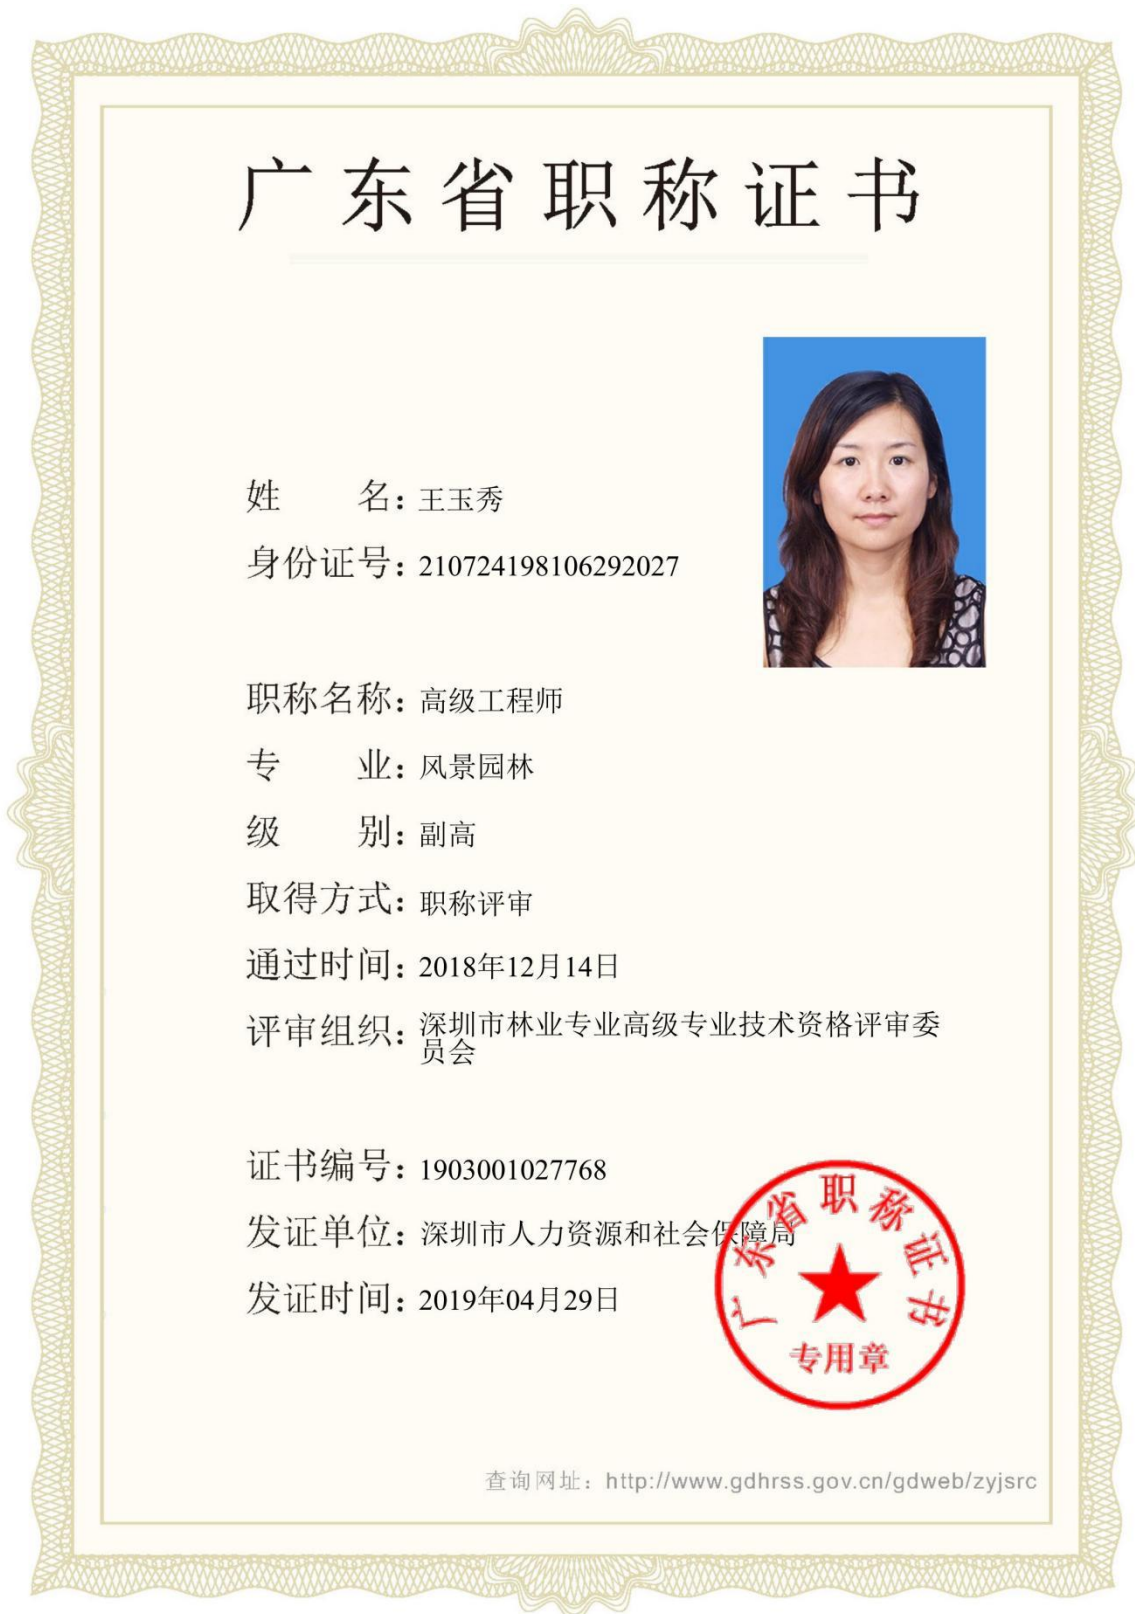 广东省职称证书
姓名：王玉秀
身份证号：210724198106292027
职称名称：高级工程师
专业：风景园林
级别：副高
取得方式：职称评审
通过时间：2018年12月14日
评审组织：深圳市林业专业高级专业技术资格评审委
员会
证书编号：1903001027768
发证单位：深圳市人力资源和社会保障局
发证时间：2019年04月29日
广东省职称证书
专用章
查询网址：http://www.gdhrss.gov.cn/gdweb/zyjsrc